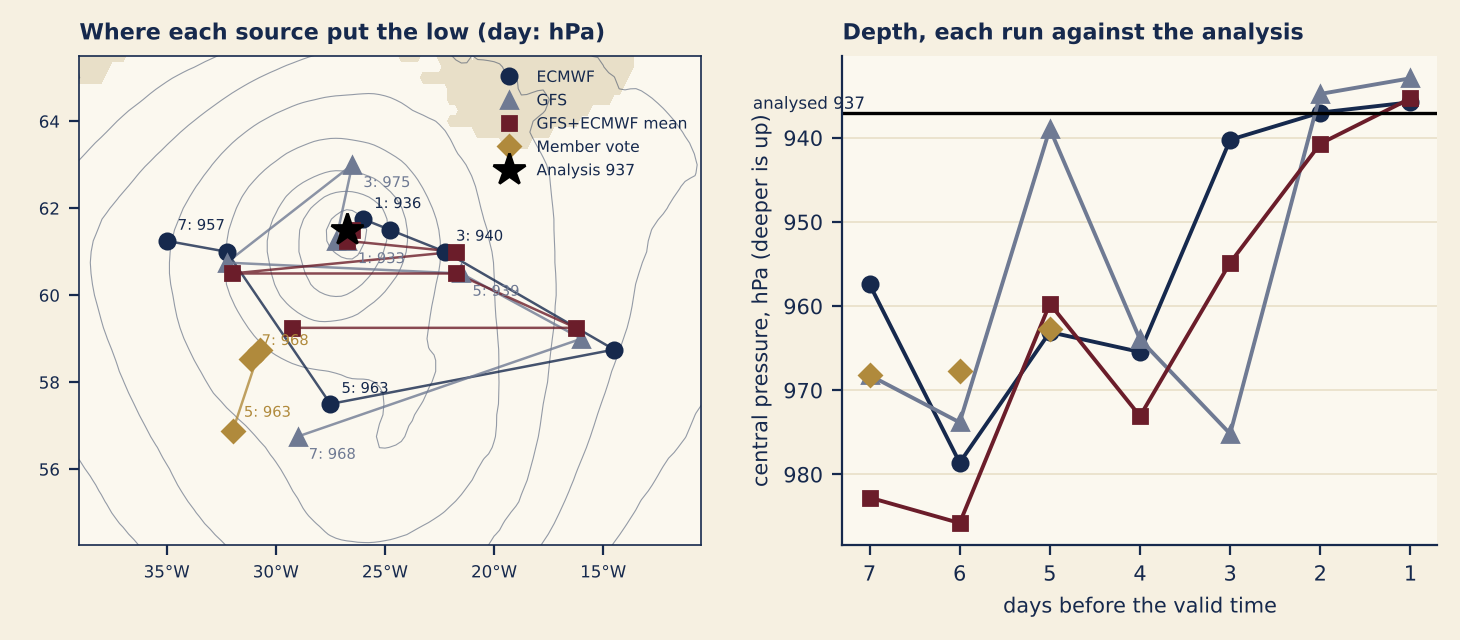 Where each source put the low (day: hPa)
ECMWF
GFS
GFS+ECMWF mean
Member vote
Analysis 937
64
62
60
58
56
3: 975
1: 936
7: 957
3: 940
1: 933
5: 939
7: 968
5: 963
5: 963
7: 968
35°W
30°W
25°W
20°W
15°W
Depth, each run against the analysis
analysed 937
central pressure, hPa (deeper is up)
940
950
960
970
980
7
6
5
4
3
2
1
days before the valid time